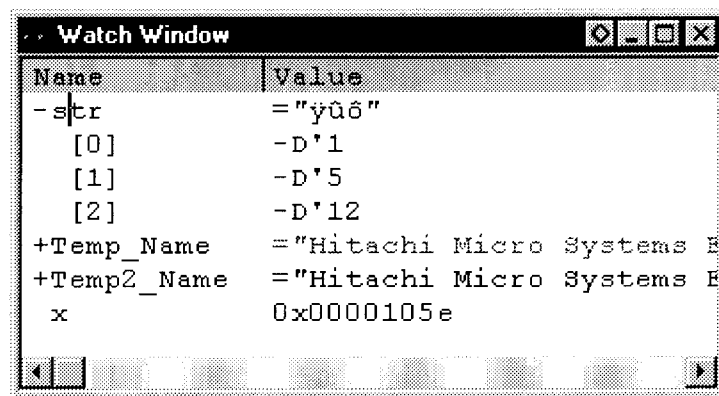 Watch Window
Name Value
-str ="ÿûô"
[0] -D'1
[1] -D'5
[2] -D'12
+Temp_Name ="Hitachi Micro Systems E
+Temp2_Name ="Hitachi Micro Systems E
x 0x0000105e